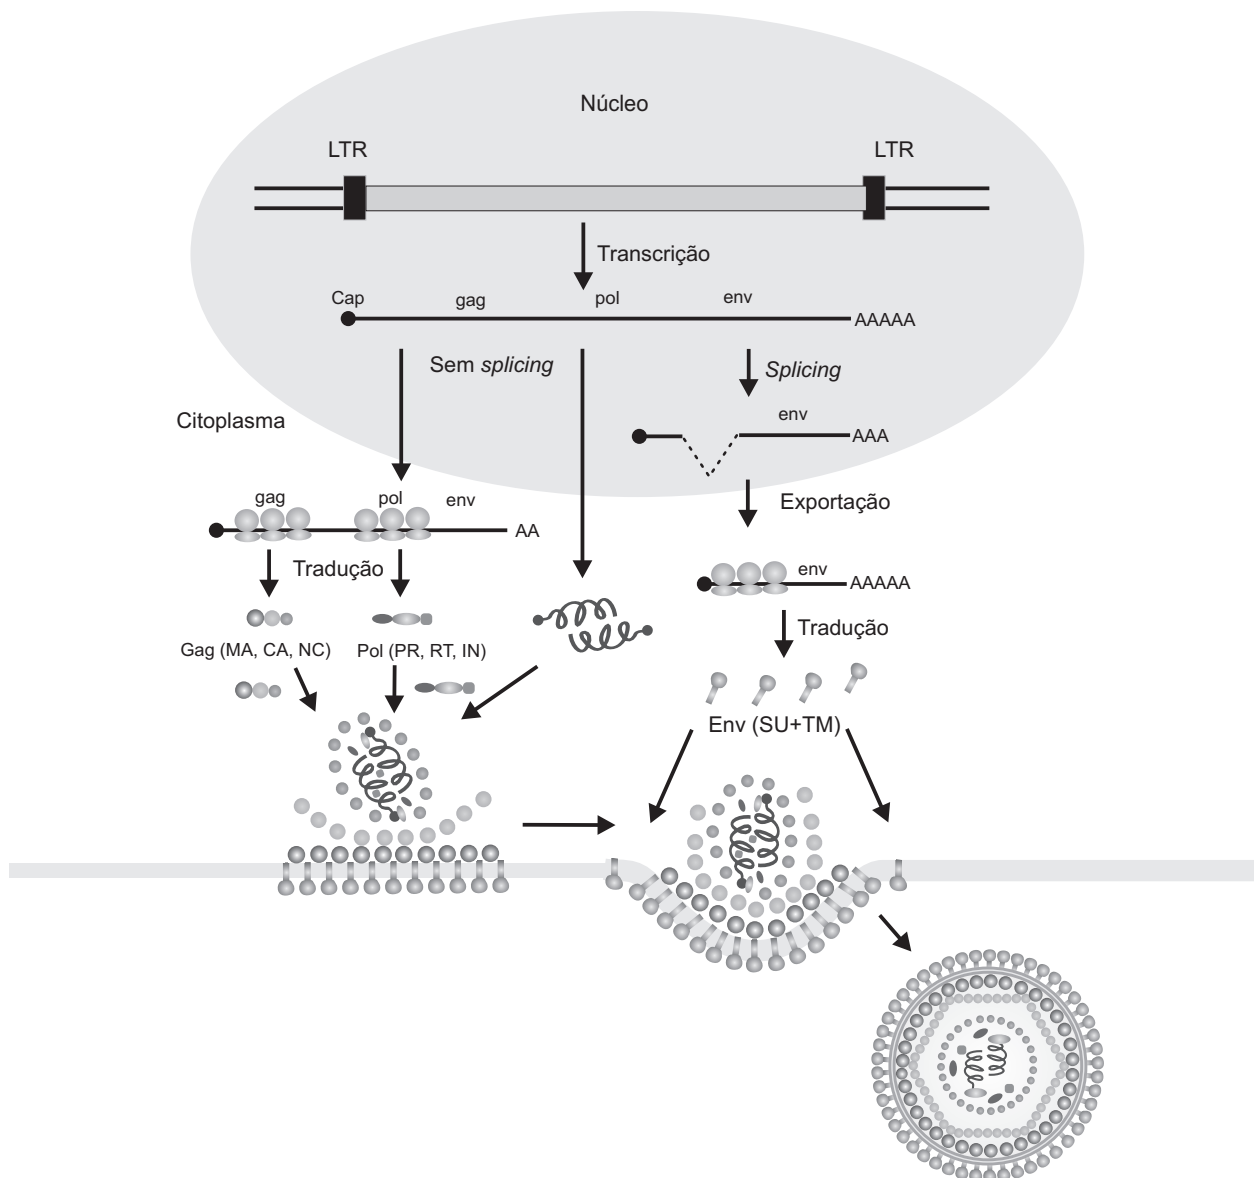 Núcleo
LTR LTR
Transcrição
Cap gag pol env
AAAAA
Sem splicing
Splicing
Citoplasma
env
AAA
gag pol env
Exportação
AA
Tradução
env
AAAAA
Tradução
Gag (MA, CA, NC) Pol (PR, RT, IN)
Env (SU+TM)